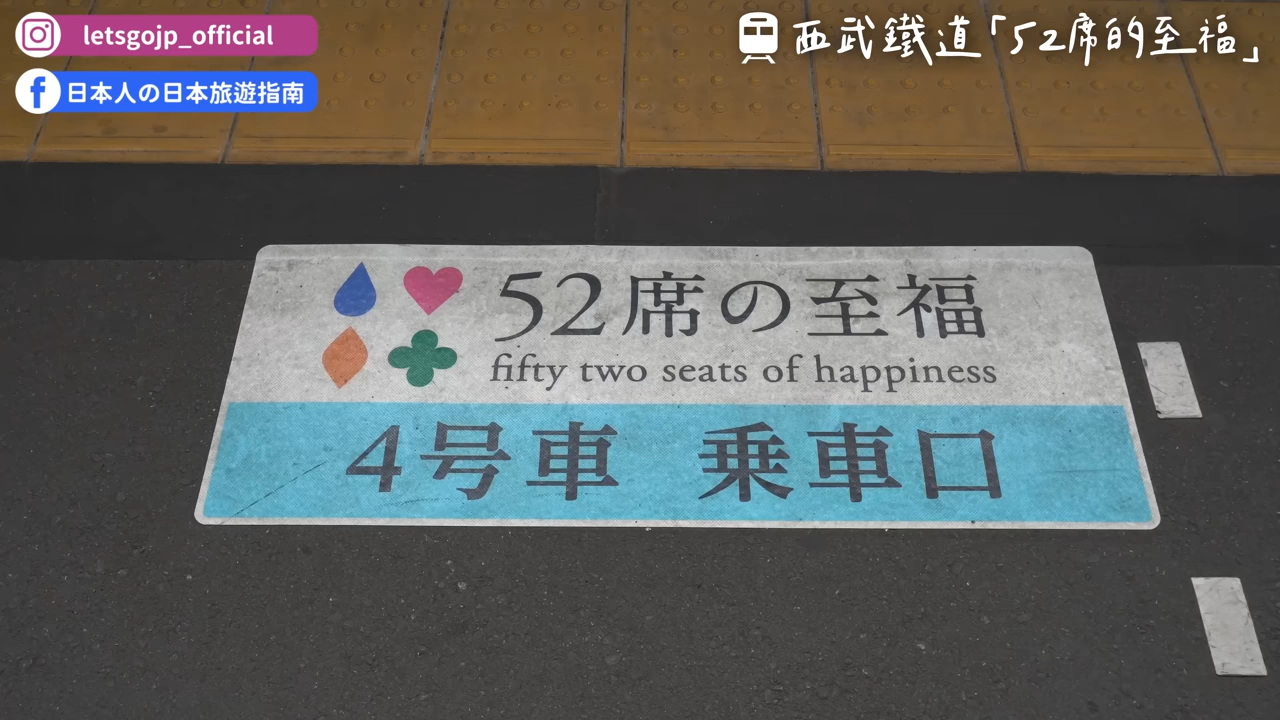 letsgojp_official
日本人の日本旅遊指南
西武鐵道「52席的至福」
52席の至福
fifty two seats of happiness
4号車 乗車口